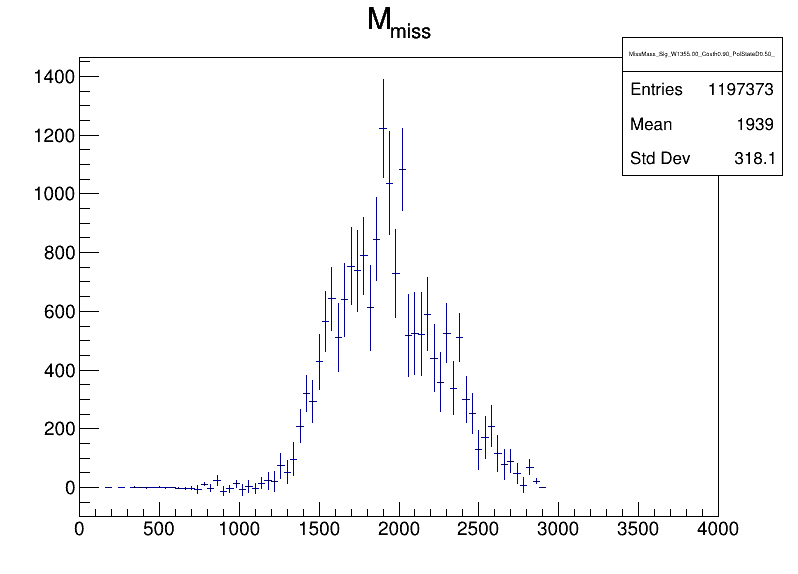 M_miss
MissMass_Sig_W1355.00_Costh0.90_PolStateD0.50_
Entries 1197373
Mean 1939
Std Dev 318.1
1400
1200
1000
800
600
400
200
0
0 500 1000 1500 2000 2500 3000 3500 4000